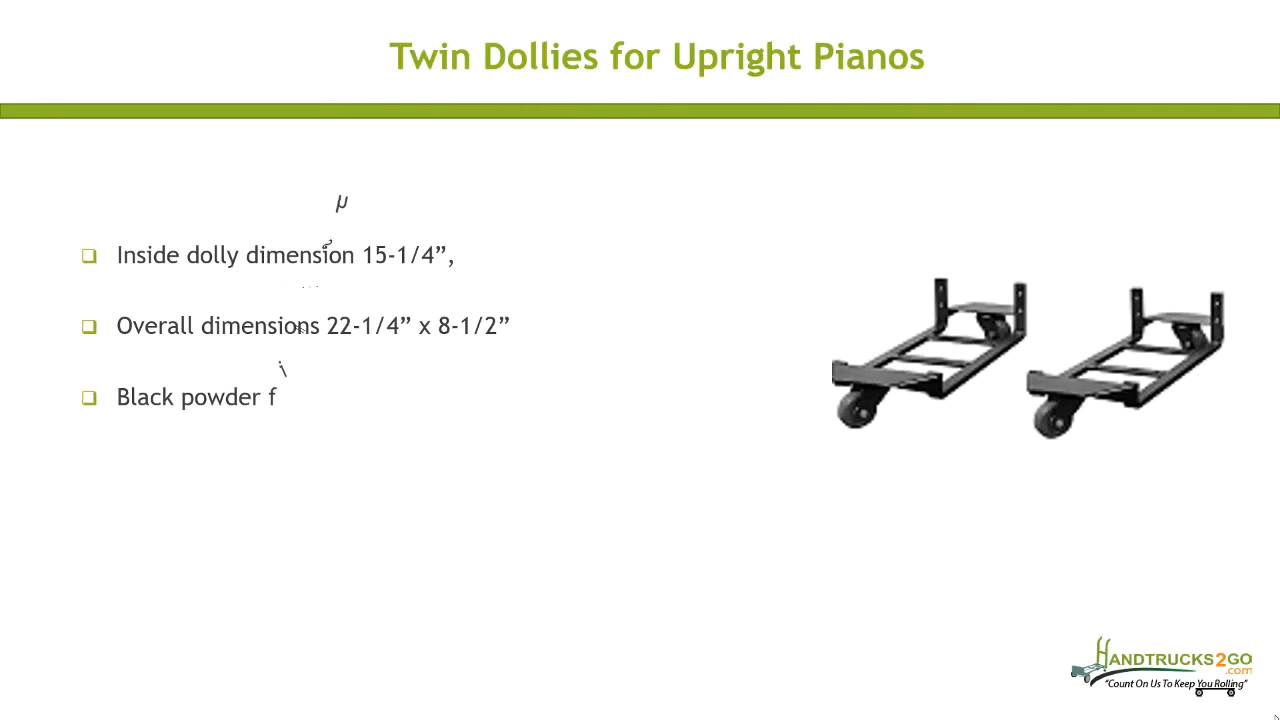 Twin Dollies for Upright Pianos
Inside dolly dimension 15-1/4”,
Overall dimensions 22-1/4” x 8-1/2”
Black powder f
HANDTRUCKS2GO
.com
“Count On Us To Keep You Rolling”